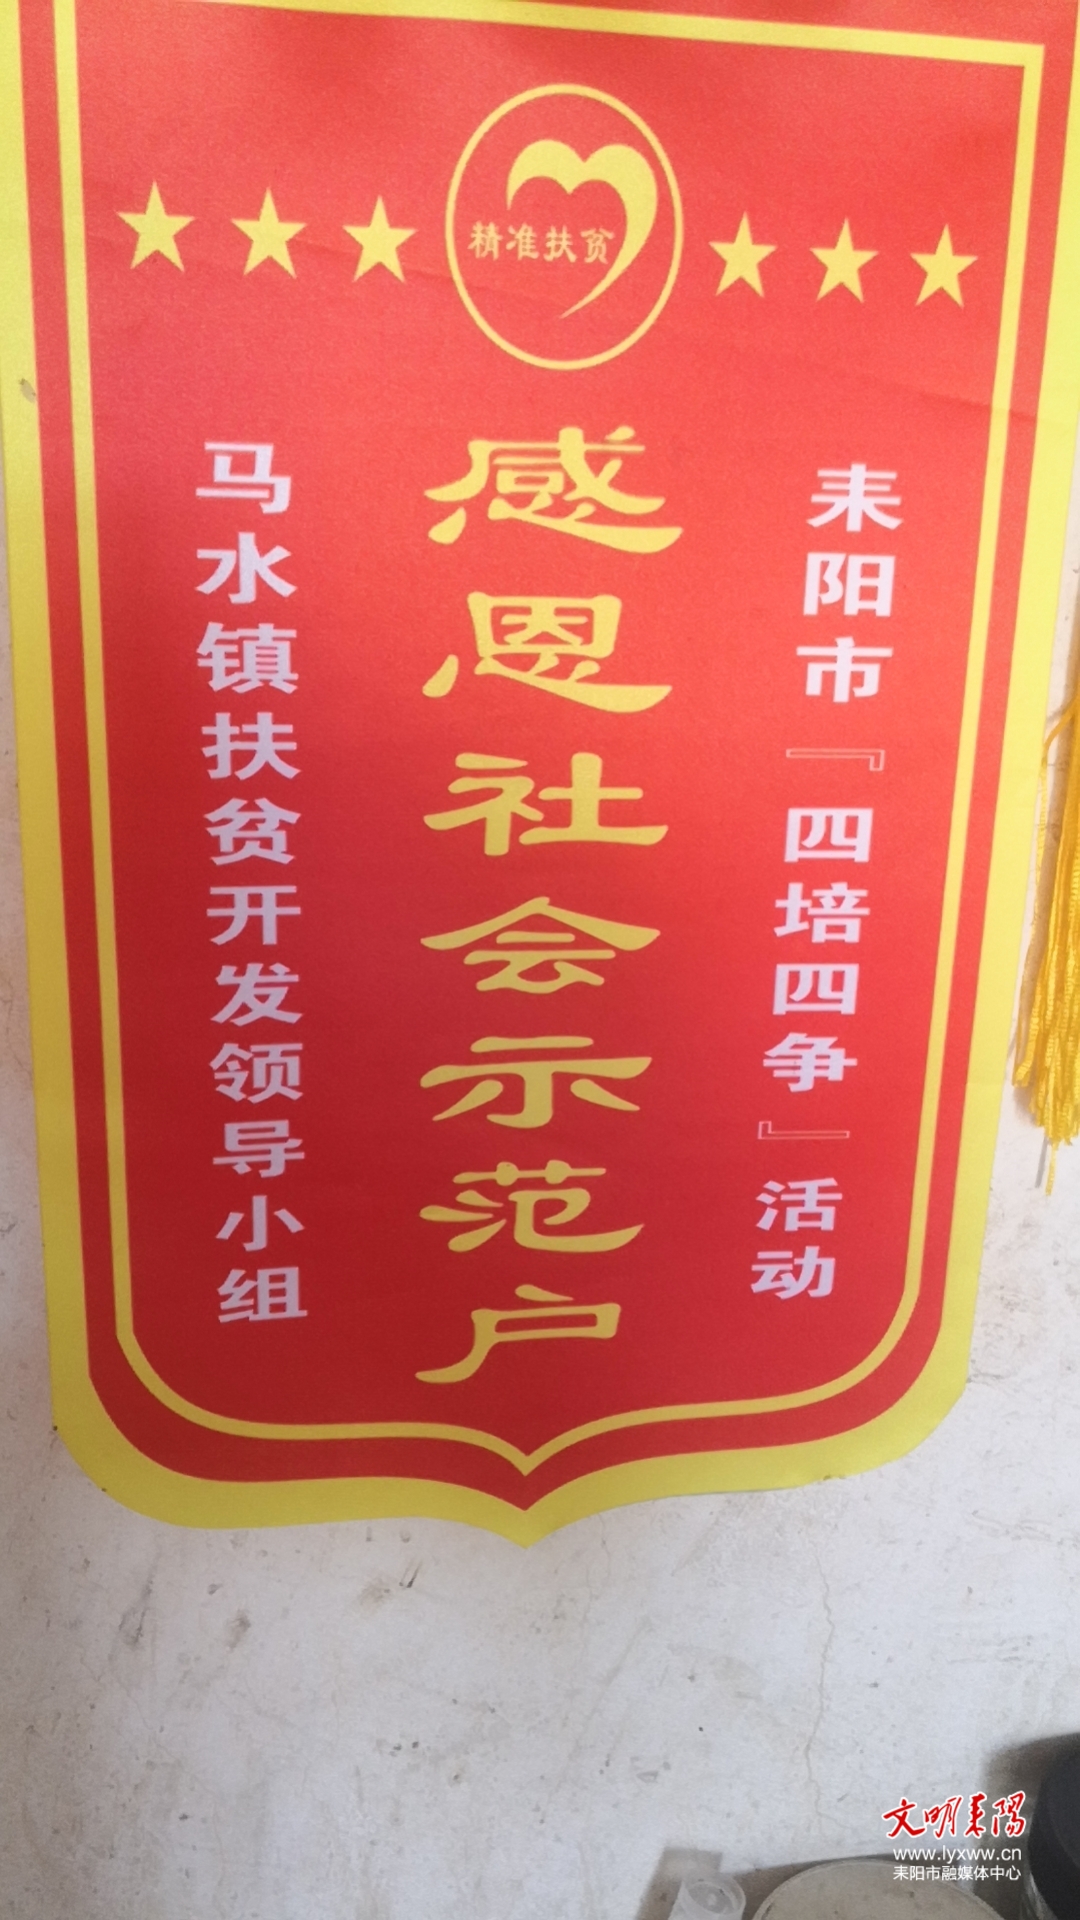 精准扶贫
耒阳市『四培四争』活动
感恩社会示范户
马水镇扶贫开发领导小组
文明耒陽
www.lyxww.cn
耒阳市融媒体中心